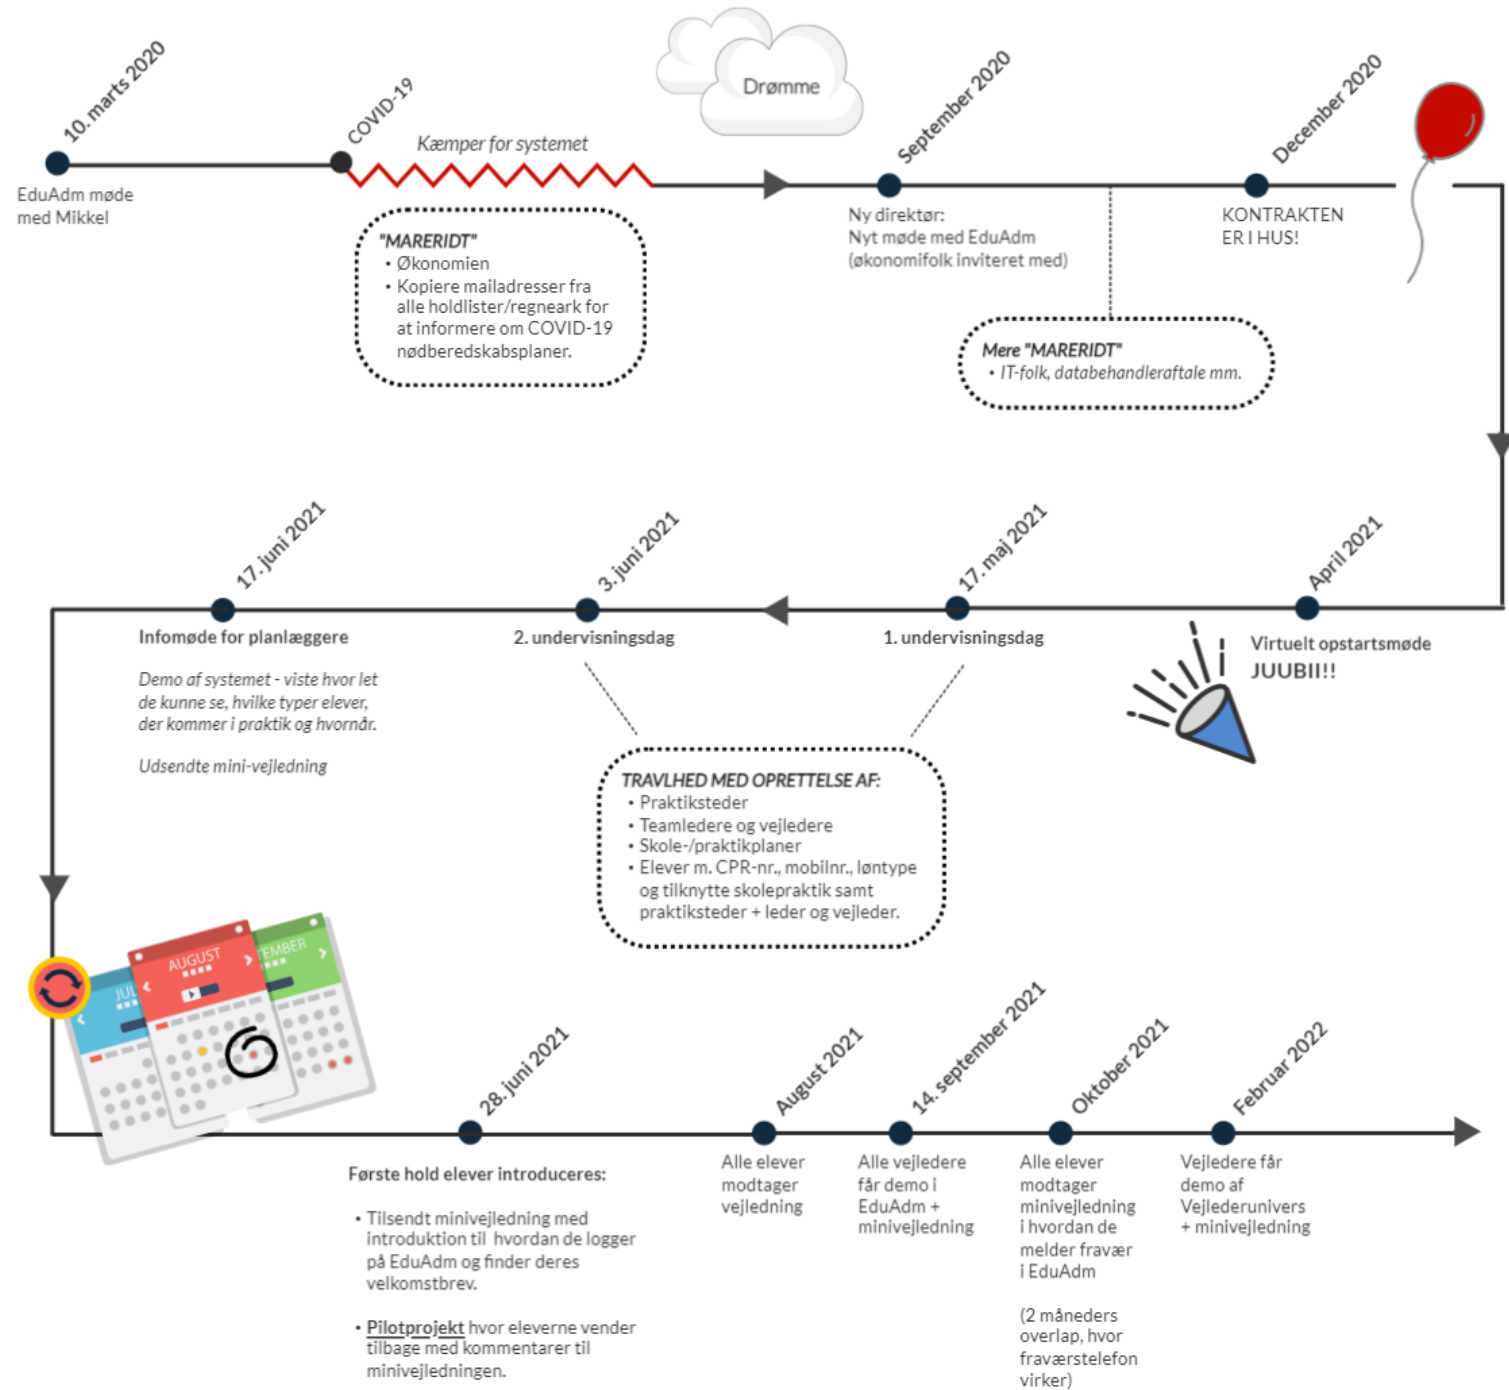 10. marts 2020
EduAdm møde
med Mikkel
COVID-19
Kæmper for systemet
"MARERIDT"
• Økonomien
• Kopiere mailadresser fra
alle holdlister/regneark for
at informere om COVID-19
nødberedskabsplaner.
Drømme
September 2020
Ny direktør:
Nyt møde med EduAdm
(økonomifolk inviteret med)
Mere "MARERIDT"
• IT-folk, databehandleraftale mm.
December 2020
KONTRAKTEN
ER I HUS!
April 2021
Virtuelt opstartsmøde
JUUBII!!
17. maj 2021
1. undervisningsdag
3. juni 2021
2. undervisningsdag
TRAVLHED MED OPRETTELSE AF:
• Praktiksteder
• Teamledere og vejledere
• Skole-/praktikplaner
• Elever m. CPR-nr., mobilnr., løntype
og tilknytte skolepraktik samt
praktiksteder + leder og vejleder.
17. juni 2021
Infomøde for planlæggere
Demo af systemet - viste hvor let
de kunne se, hvilke typer elever,
der kommer i praktik og hvornår.
Udsendte mini-vejledning
JUL
AUGUST
TEMBER
28. juni 2021
Første hold elever introduceres:
• Tilsendt minivejledning med
introduktion til hvordan de logger
på EduAdm og finder deres
velkomstbrev.
• Pilotprojekt hvor eleverne vender
tilbage med kommentarer til
minivejledningen.
August 2021
Alle elever
modtager
vejledning
14. september 2021
Alle vejledere
får demo i
EduAdm +
minivejledning
Oktober 2021
Alle elever
modtager
minivejledning
i hvordan de
melder fravær
i EduAdm
(2 måneders
overlap, hvor
fraværstelefon
virker)
Februar 2022
Vejledere får
demo af
Vejlederunivers
+ minivejledning